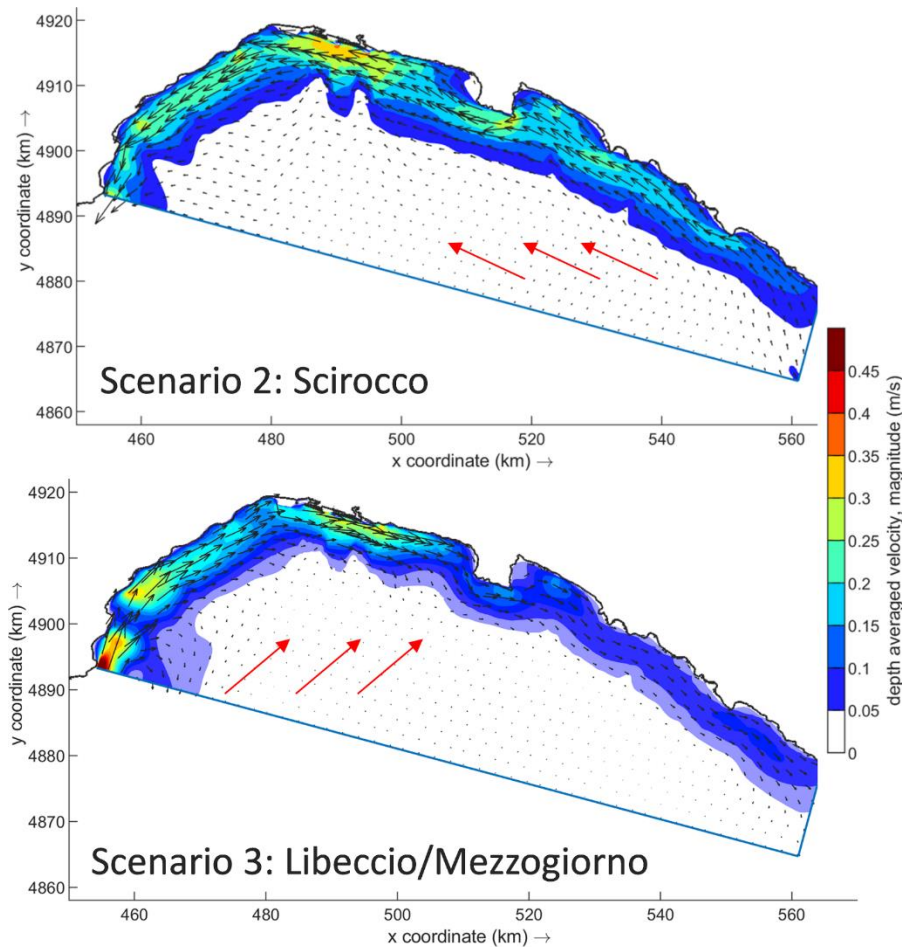 4920
4910
4900
4890
4880
4870
4860
y coordinate (km) →
Scenario 2: Scirocco
460 480 500 520 540 560
x coordinate (km) →
0.45
0.4
0.35
0.3
0.25
0.2
0.15
0.1
0.05
0
depth averaged velocity, magnitude (m/s)
4920
4910
4900
4890
4880
4870
4860
y coordinate (km) →
Scenario 3: Libeccio/Mezzogiorno
460 480 500 520 540 560
x coordinate (km) →